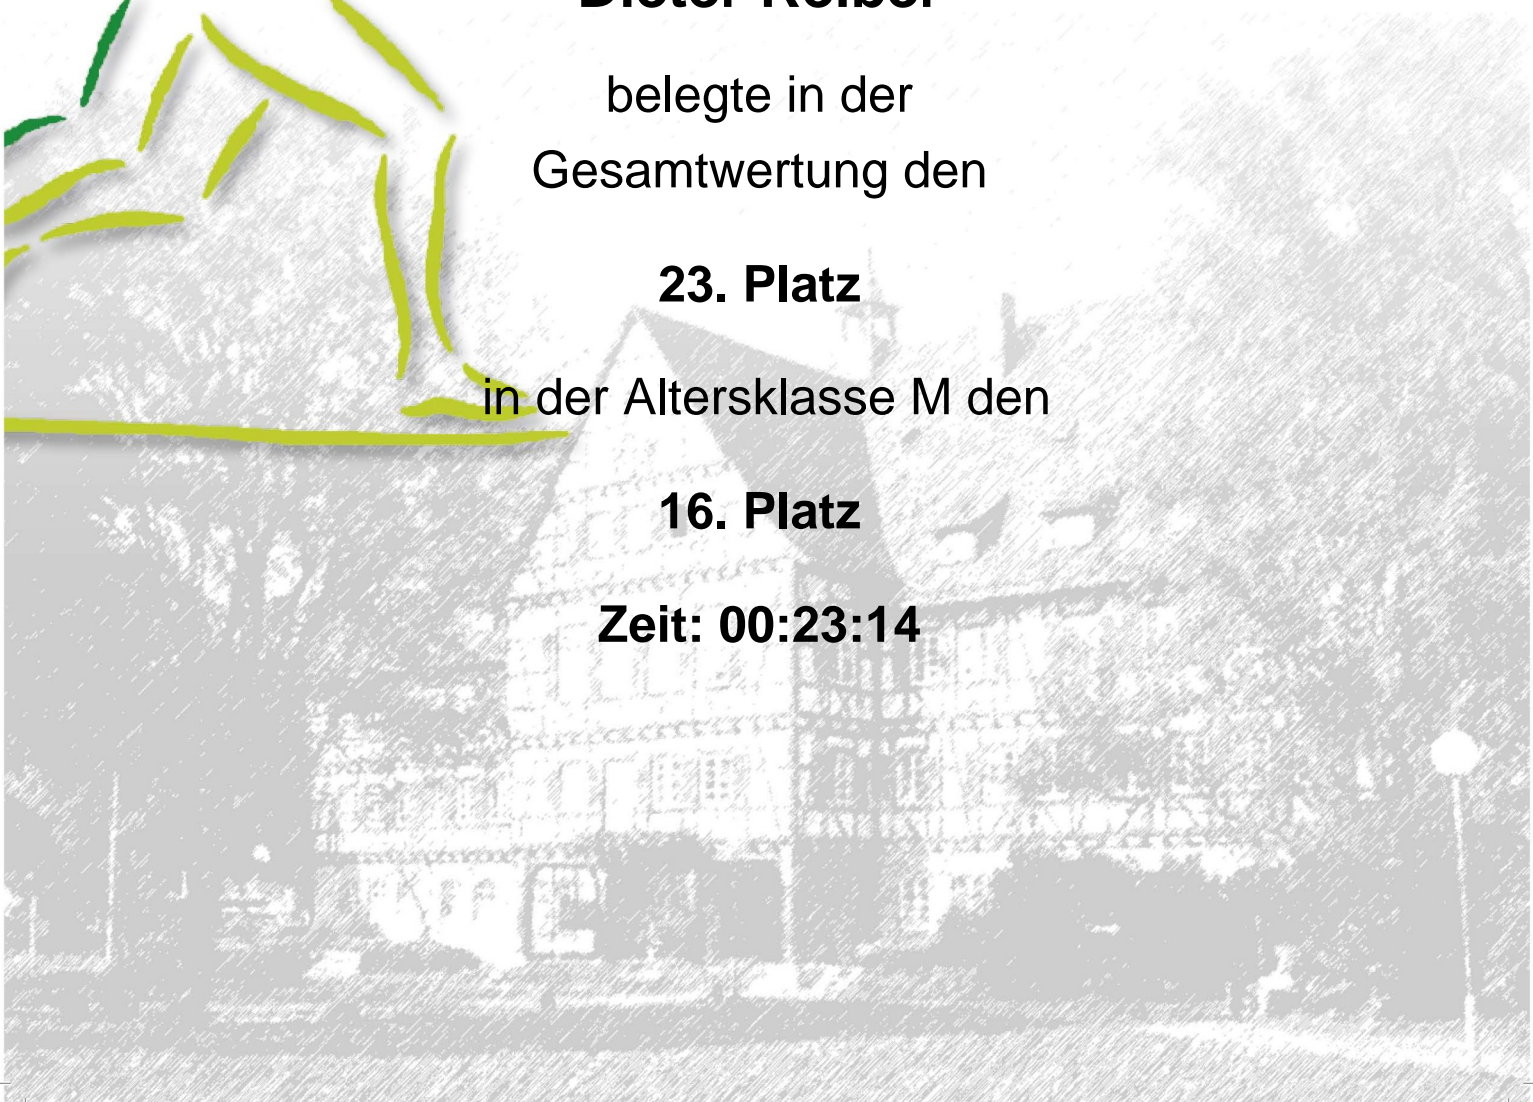 belegte in der
Gesamtwertung den
23. Platz
in der Altersklasse M den
16. Platz
Zeit: 00:23:14